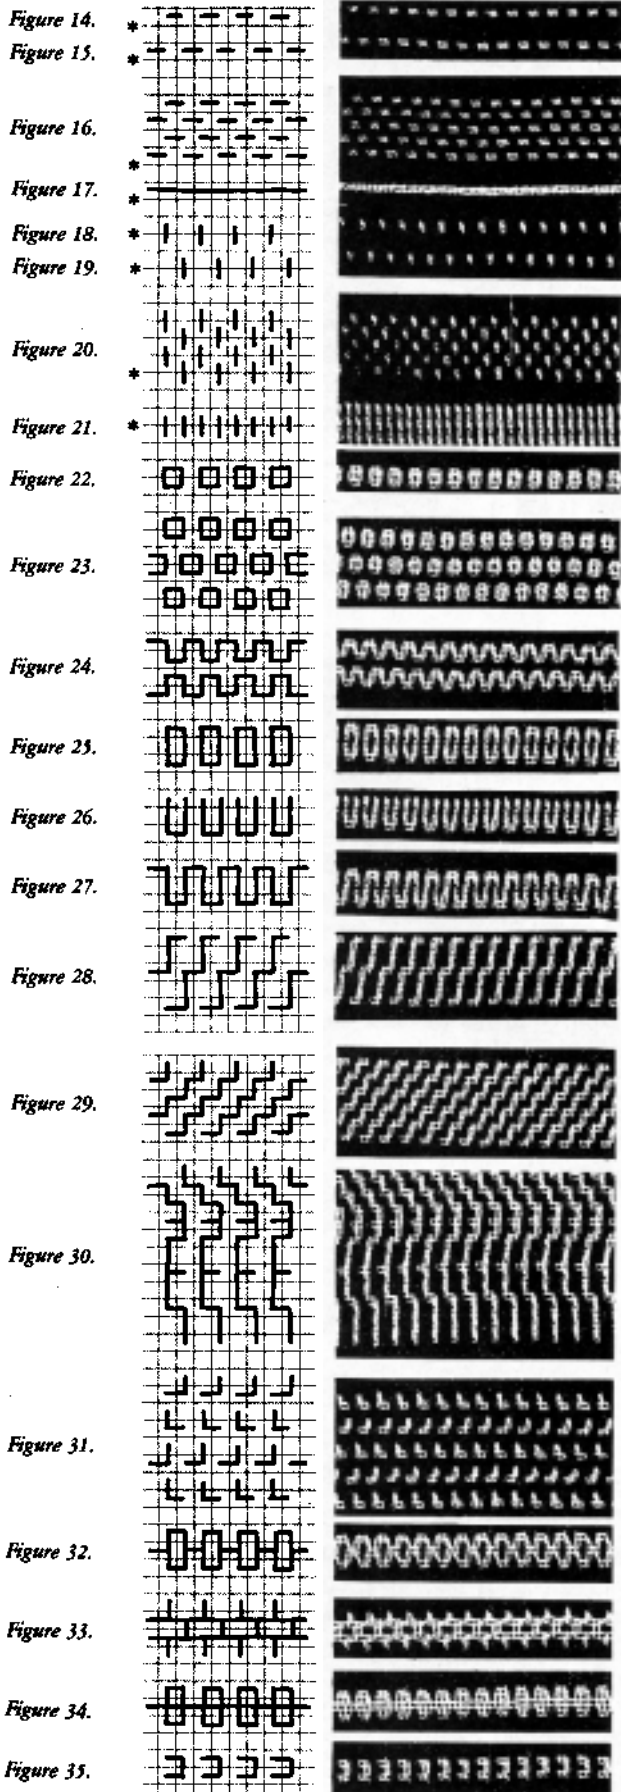 Figure 14.
*
Figure 15.
*
Figure 16.
*
Figure 17.
*
Figure 18. *
Figure 19. *
Figure 20.
*
Figure 21. *
Figure 22.
Figure 23.
Figure 24.
Figure 25.
Figure 26.
Figure 27.
Figure 28.
Figure 29.
Figure 30.
Figure 31.
Figure 32.
Figure 33.
Figure 34.
Figure 35.